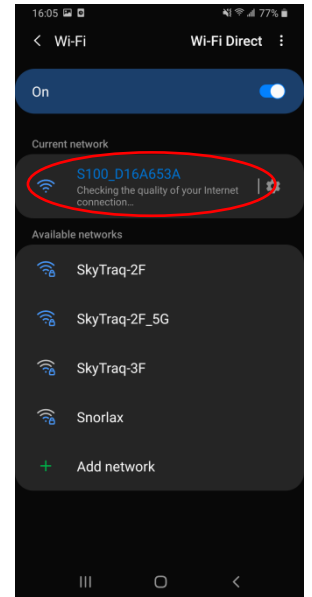 16:05 77%
Wi-Fi Wi-Fi Direct
On
Current network
S100_D16A653A
Checking the quality of your Internet
connection...
Available networks
SkyTraq-2F
SkyTraq-2F_5G
SkyTraq-3F
Snorlax
Add network